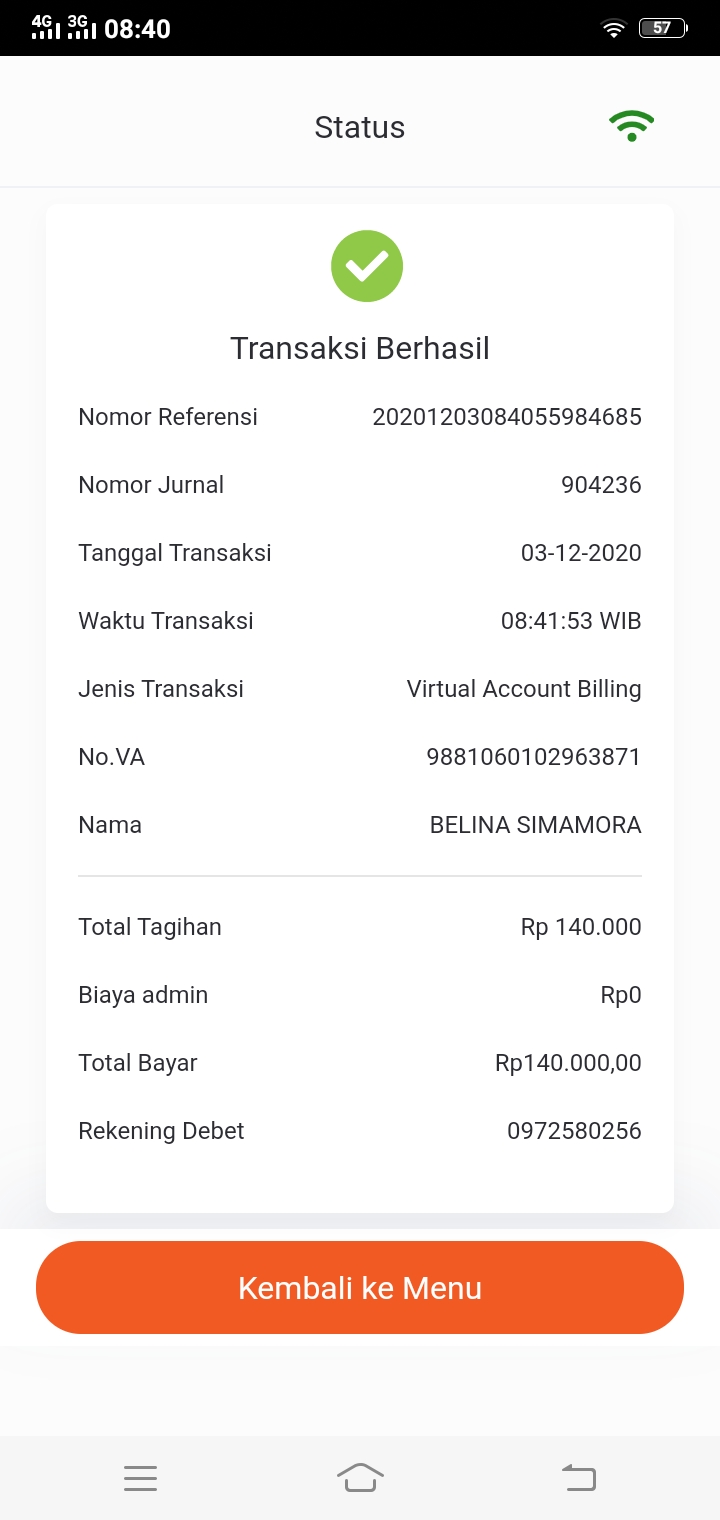 4G 3G 08:40 57
Status
Transaksi Berhasil
Nomor Referensi 20201203084055984685
Nomor Jurnal 904236
Tanggal Transaksi 03-12-2020
Waktu Transaksi 08:41:53 WIB
Jenis Transaksi Virtual Account Billing
No.VA 9881060102963871
Nama BELINA SIMAMORA
Total Tagihan Rp 140.000
Biaya admin Rp0
Total Bayar Rp140.000,00
Rekening Debet 0972580256
Kembali ke Menu